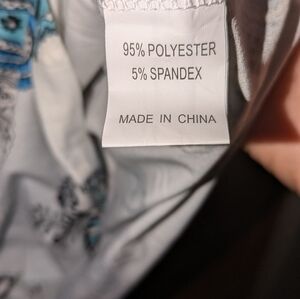 95% POLYESTER
5% SPANDEX
MADE IN CHINA